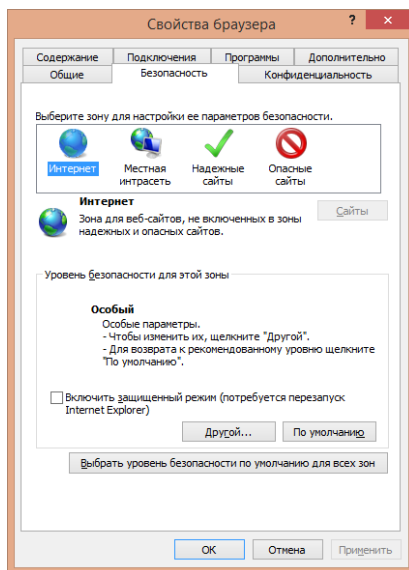 Свойства браузера
?
×
Содержание Подключения Программы Дополнительно
Общие Безопасность Конфиденциальность
Выберите зону для настройки ее параметров безопасности.
Интернет Местная Надежные Опасные
интрасеть сайты сайты
Интернет
Сайты
Зона для веб-сайтов, не включенных в зоны
надежных и опасных сайтов.
Уровень безопасности для этой зоны
Особый
Особые параметры.
- Чтобы изменить их, щелкните "Другой".
- Для возврата к рекомендованному уровню щелкните
"По умолчанию".
Включить защищенный режим (потребуется перезапуск
Internet Explorer)
Другой... По умолчанию
Выбрать уровень безопасности по умолчанию для всех зон
ОК Отмена Применить